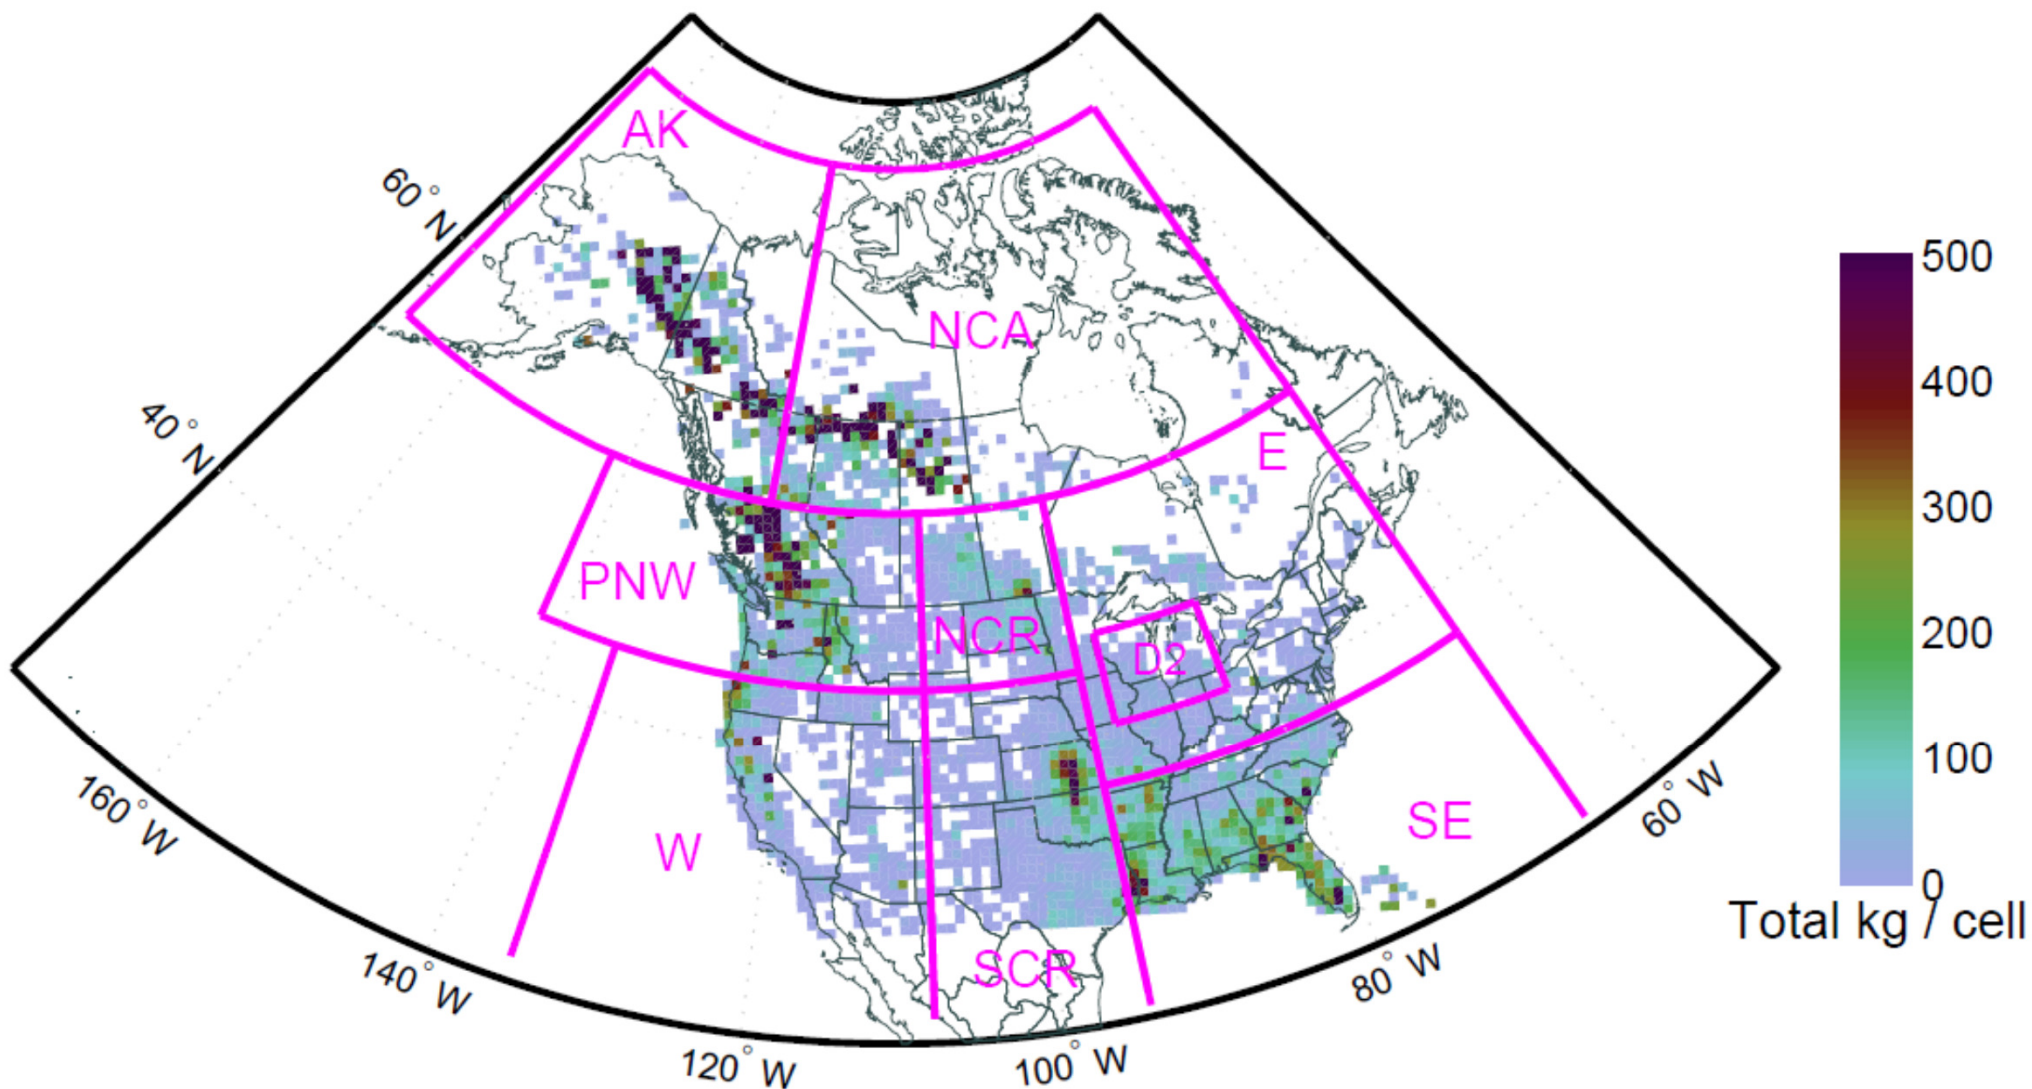 AK
60° N
NCA
500
400
40° N
E
300
PNW
NCR
D2
200
100
160° W
W
SE
60° W
0
Total kg / cell
SCR
140° W
80° W
120° W
100° W